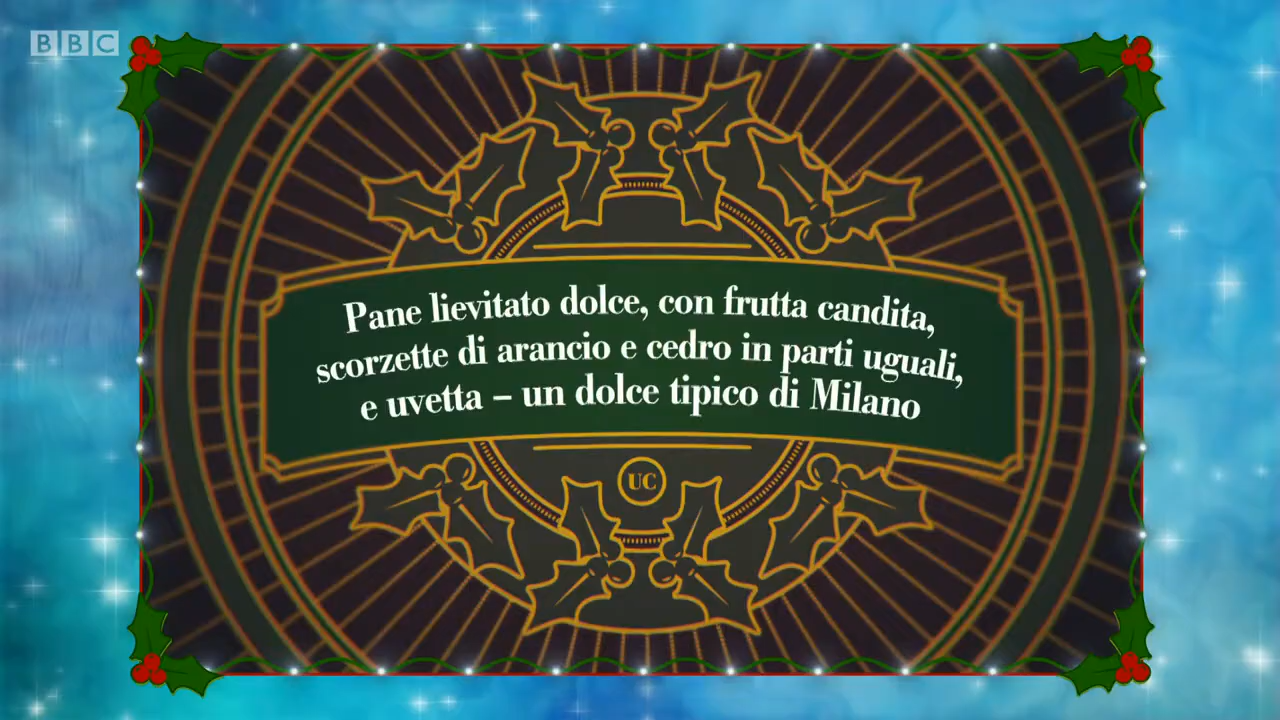 BBC
Pane lievitato dolce, con frutta candita,
scorzette di arancio e cedro in parti uguali,
e uvetta – un dolce tipico di Milano
UC